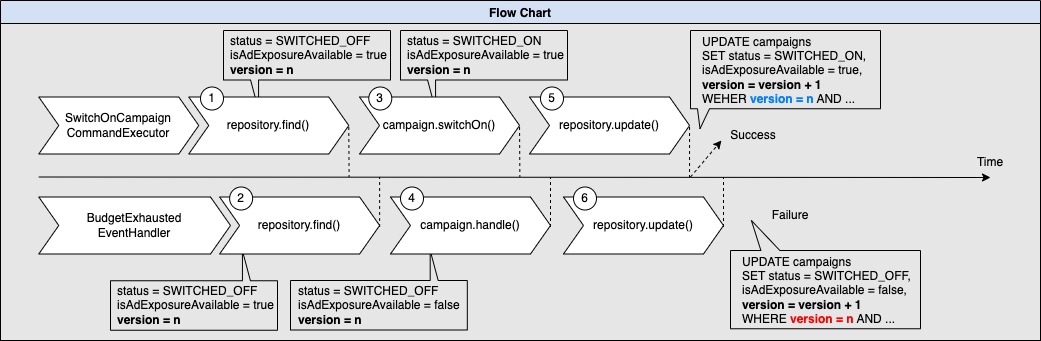 Flow Chart
status = SWITCHED_OFF
isAdExposureAvailable = true
version = n
status = SWITCHED_ON
isAdExposureAvailable = true
version = n
UPDATE campaigns
SET status = SWITCHED_ON,
isAdExposureAvailable = true,
version = version + 1
WEHER version = n AND ...
SwitchOnCampaign
CommandExecutor
1
repository.find()
3
campaign.switchOn()
5
repository.update()
Success
Time
BudgetExhausted
EventHandler
2
repository.find()
4
campaign.handle()
6
repository.update()
Failure
status = SWITCHED_OFF
isAdExposureAvailable = true
version = n
status = SWITCHED_OFF
isAdExposureAvailable = false
version = n
UPDATE campaigns
SET status = SWITCHED_OFF,
isAdExposureAvailable = false,
version = version + 1
WHERE version = n AND ...